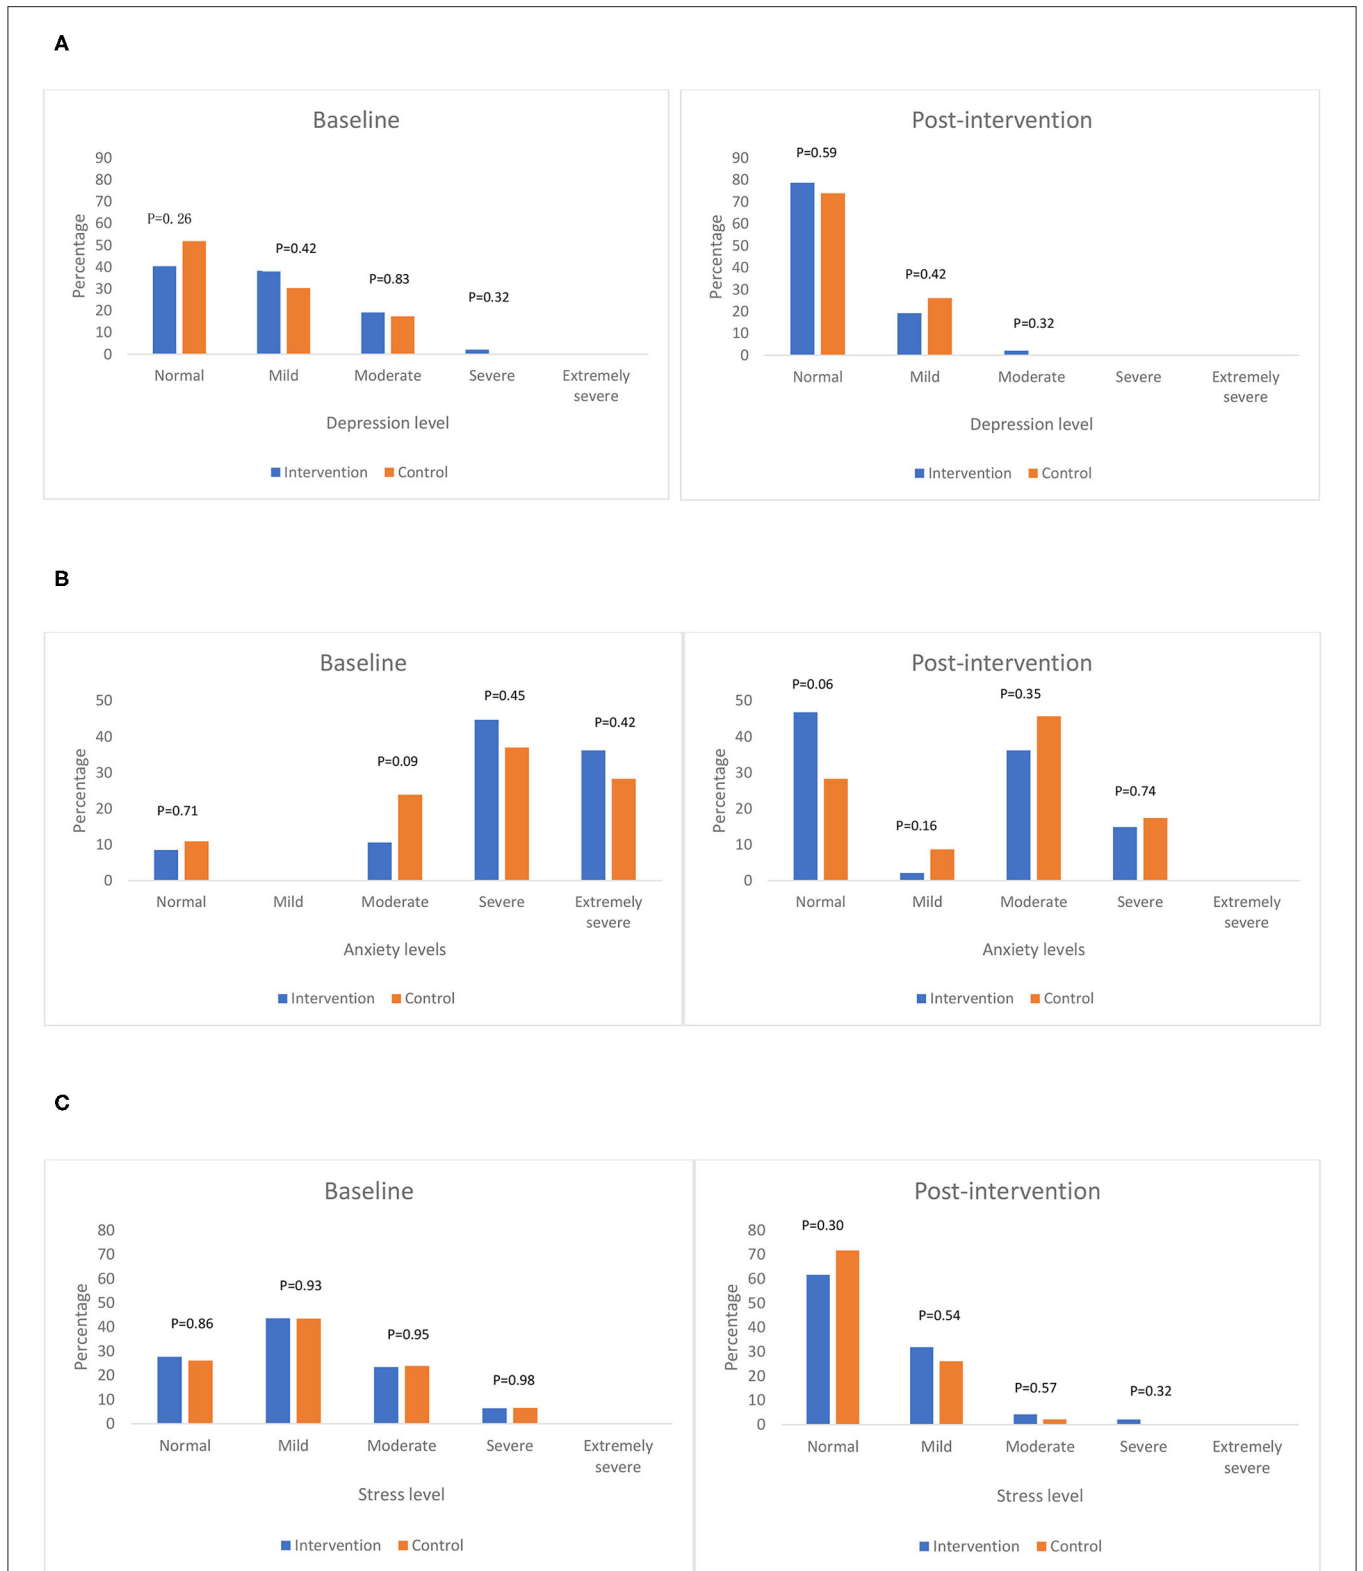 A
Baseline
90
80
70
60
50
40
30
20
10
0
Percentage
P=0. 26
P=0.42
P=0.83
P=0.32
Normal
Mild
Moderate
Severe
Extremely
severe
Depression level
Intervention
Control
Post-intervention
90
80
70
60
50
40
30
20
10
0
Percentage
P=0.59
P=0.42
P=0.32
Normal
Mild
Moderate
Severe
Extremely
severe
Depression level
Intervention
Control
B
Baseline
50
40
30
20
10
0
Percentage
P=0.71
P=0.09
P=0.45
P=0.42
Normal
Mild
Moderate
Severe
Extremely
severe
Anxiety levels
Intervention
Control
Post-intervention
50
40
30
20
10
0
Percentage
P=0.06
P=0.16
P=0.35
P=0.74
Normal
Mild
Moderate
Severe
Extremely
severe
Anxiety levels
Intervention
Control
C
Baseline
80
70
60
50
40
30
20
10
0
Percentage
P=0.86
P=0.93
P=0.95
P=0.98
Normal
Mild
Moderate
Severe
Extremely
severe
Stress level
Intervention
Control
Post-intervention
80
70
60
50
40
30
20
10
0
Percentage
P=0.30
P=0.54
P=0.57
P=0.32
Normal
Mild
Moderate
Severe
Extremely
severe
Stress level
Intervention
Control